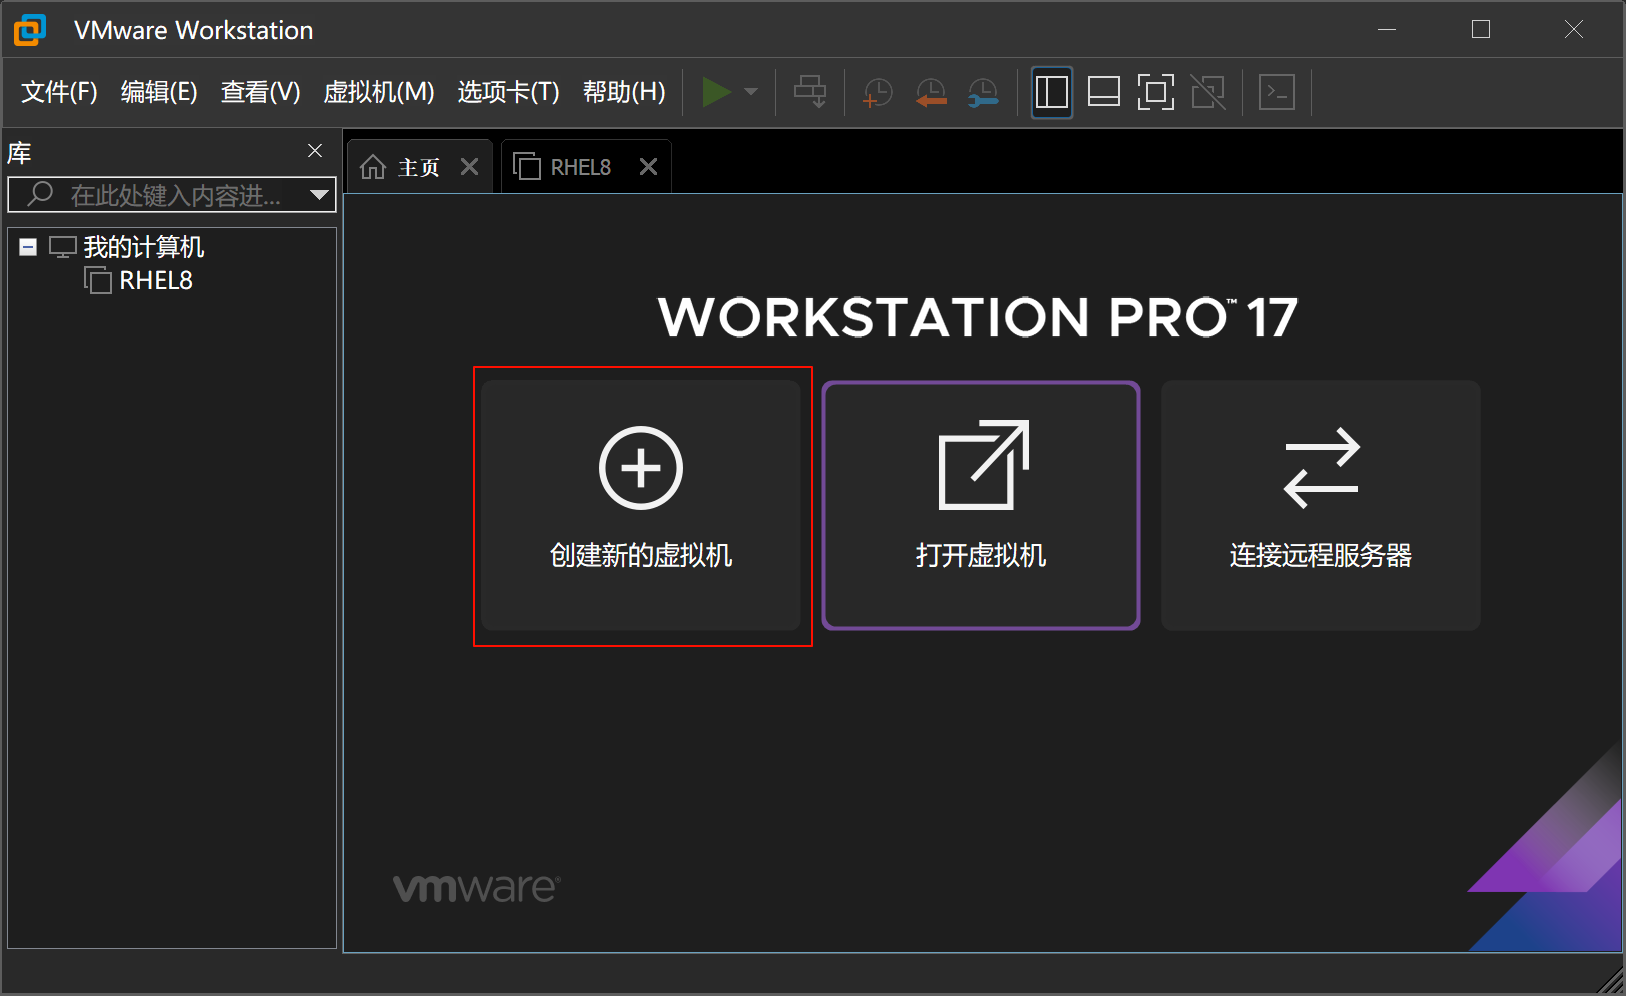 VMware Workstation
文件(F) 编辑(E) 查看(V) 虚拟机(M) 选项卡(T) 帮助(H)
库
主页
RHEL8
在此处键入内容进...
我的计算机
RHEL8
WORKSTATION PRO™ 17
创建新的虚拟机
打开虚拟机
连接远程服务器
vmware®